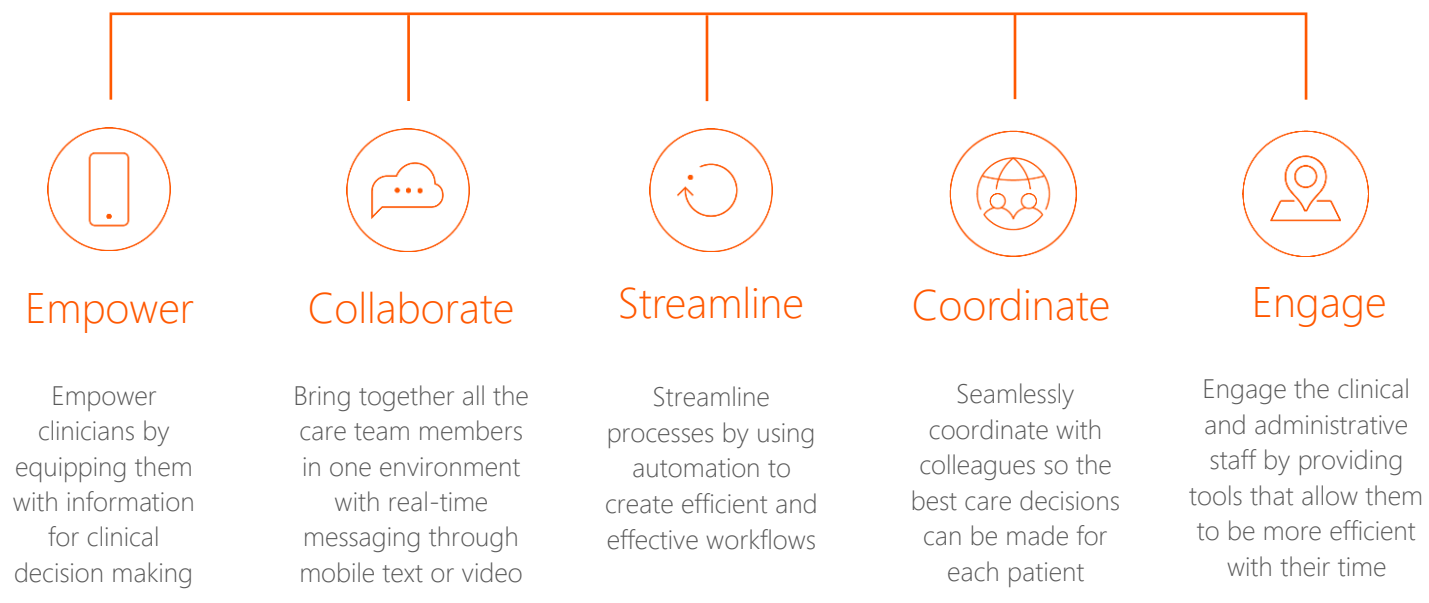 Empower
Collaborate
Streamline
Coordinate
Engage
Empower
clinicians by
equipping them
with information
for clinical
decision making
Bring together all the
care team members
in one environment
with real-time
messaging through
mobile text or video
Streamline
processes by using
automation to
create efficient and
effective workflows
Seamlessly
coordinate with
colleagues so the
best care decisions
can be made for
each patient
Engage the clinical
and administrative
staff by providing
tools that allow them
to be more efficient
with their time